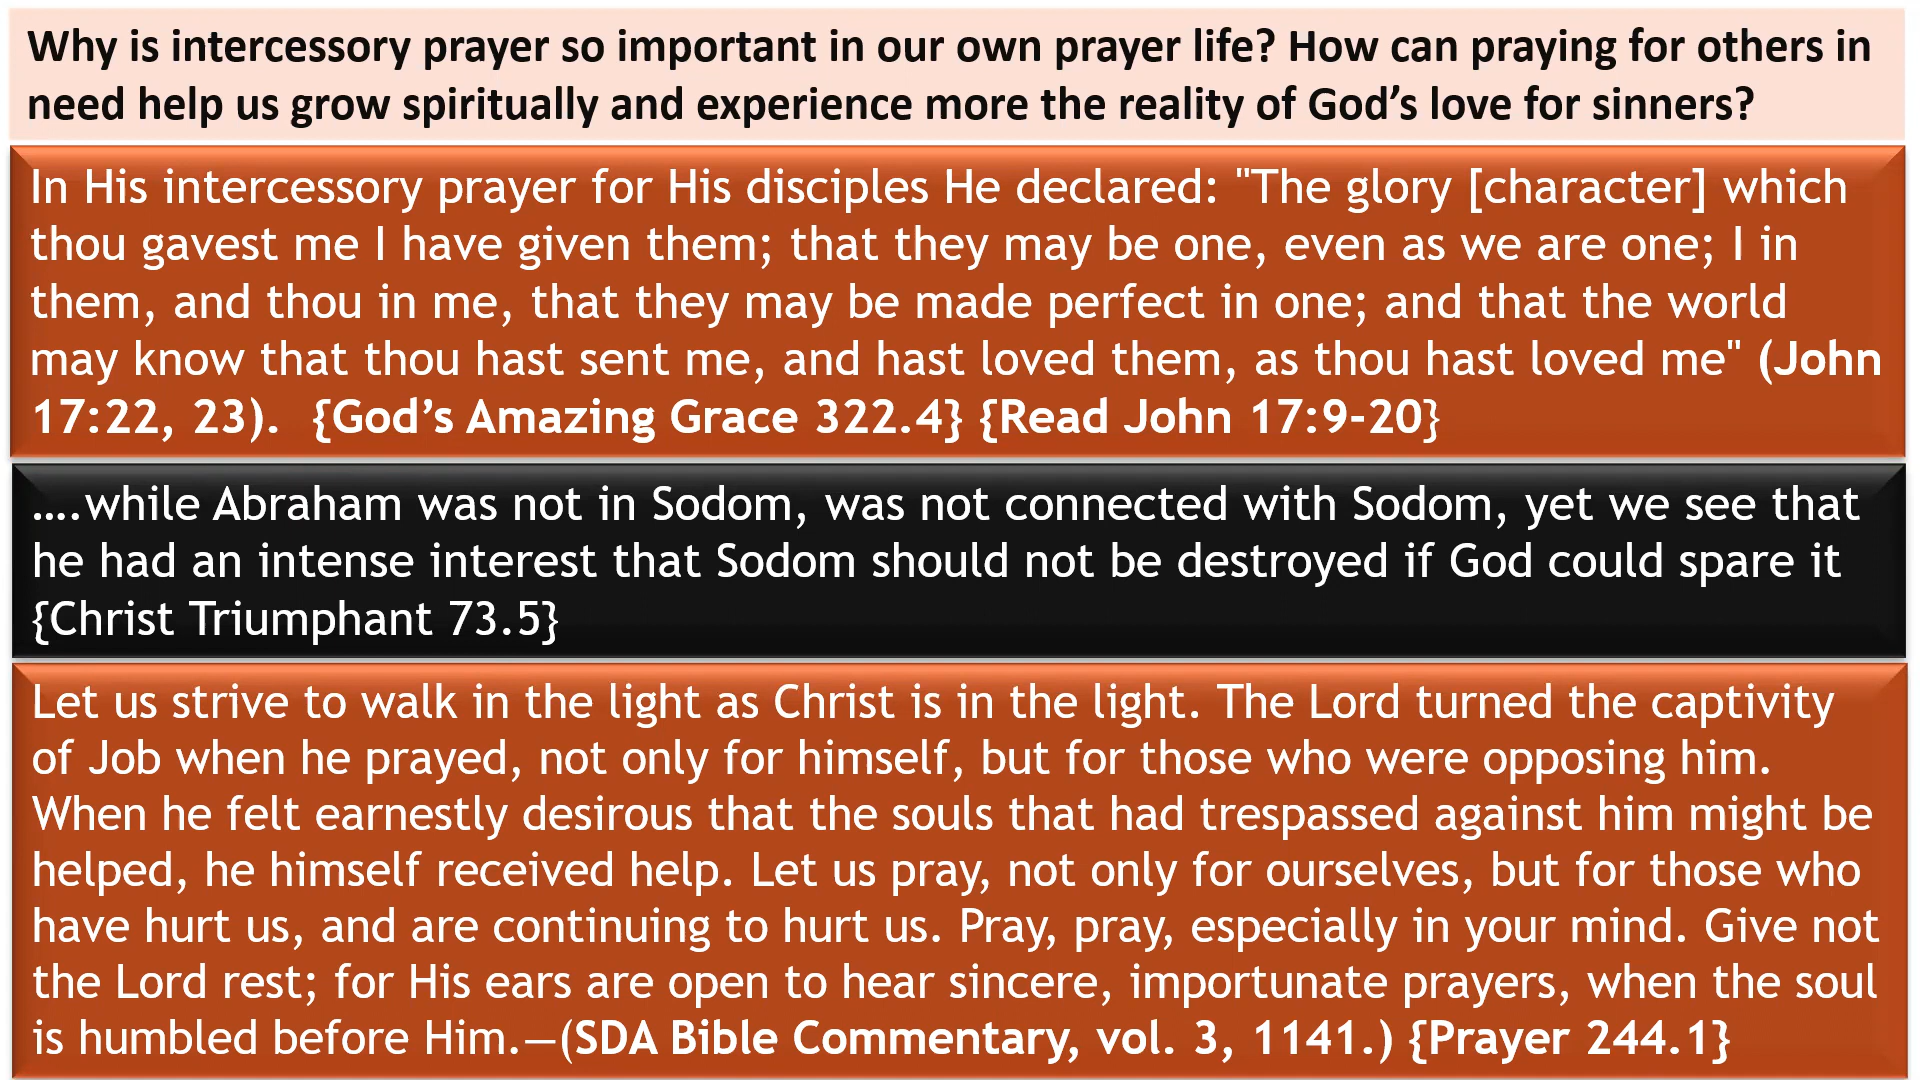 Why is intercessory prayer so important in our own prayer life? How can praying for others in
need help us grow spiritually and experience more the reality of God’s love for sinners?
In His intercessory prayer for His disciples He declared: "The glory [character] which
thou gavest me I have given them; that they may be one, even as we are one; I in
them, and thou in me, that they may be made perfect in one; and that the world
may know that thou hast sent me, and hast loved them, as thou hast loved me" (John
17:22, 23).  {God’s Amazing Grace 322.4} {Read John 17:9-20}
….while Abraham was not in Sodom, was not connected with Sodom, yet we see that
he had an intense interest that Sodom should not be destroyed if God could spare it
{Christ Triumphant 73.5}
Let us strive to walk in the light as Christ is in the light. The Lord turned the captivity
of Job when he prayed, not only for himself, but for those who were opposing him.
When he felt earnestly desirous that the souls that had trespassed against him might be
helped, he himself received help. Let us pray, not only for ourselves, but for those who
have hurt us, and are continuing to hurt us. Pray, pray, especially in your mind. Give not
the Lord rest; for His ears are open to hear sincere, importunate prayers, when the soul
is humbled before Him.—(SDA Bible Commentary, vol. 3, 1141.) {Prayer 244.1}